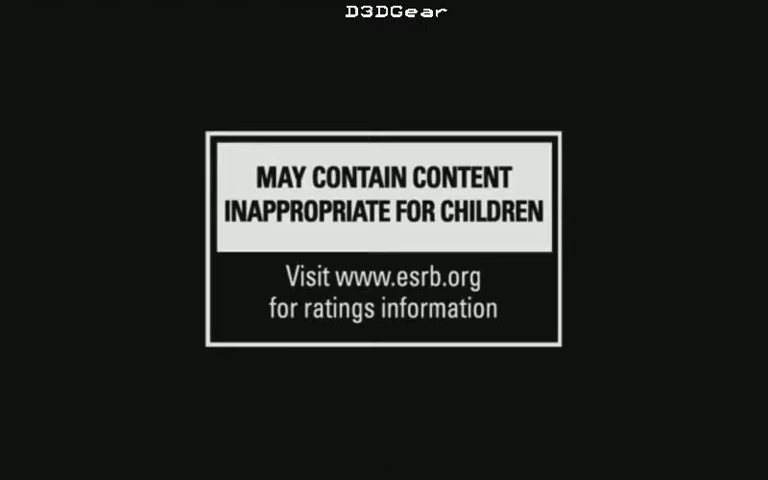 D3DGear
MAY CONTAIN CONTENT
INAPPROPRIATE FOR CHILDREN
Visit www.esrb.org
for ratings information